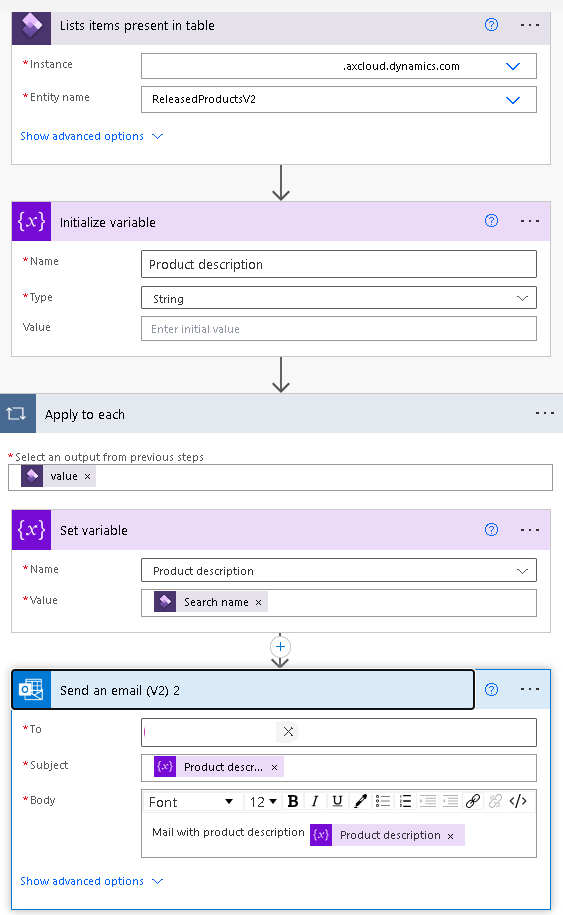 Lists items present in table
* Instance
.axcloud.dynamics.com
* Entity name
ReleasedProductsV2
Show advanced options
{x} Initialize variable
* Name
Product description
* Type
String
Value
Enter initial value
Apply to each
* Select an output from previous steps
value ×
{x} Set variable
* Name
Product description
* Value
Search name ×
Send an email (V2) 2
* To
* Subject
{x} Product descr... ×
* Body
Font 12 B I U </>
Mail with product description {x} Product description ×
Show advanced options